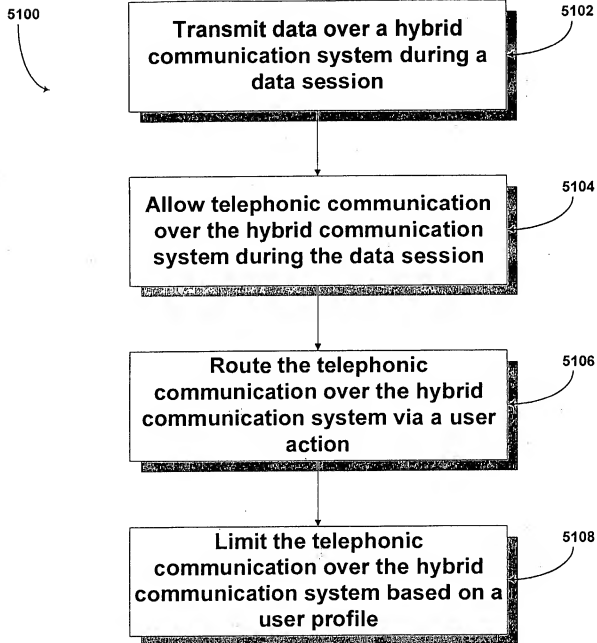 5100
5102
Transmit data over a hybrid
communication system during a
data session
5104
Allow telephonic communication
over the hybrid communication
system during the data session
5106
Route the telephonic
communication over the hybrid
communication system via a user
action
5108
Limit the telephonic
communication over the hybrid
communication system based on a
user profile